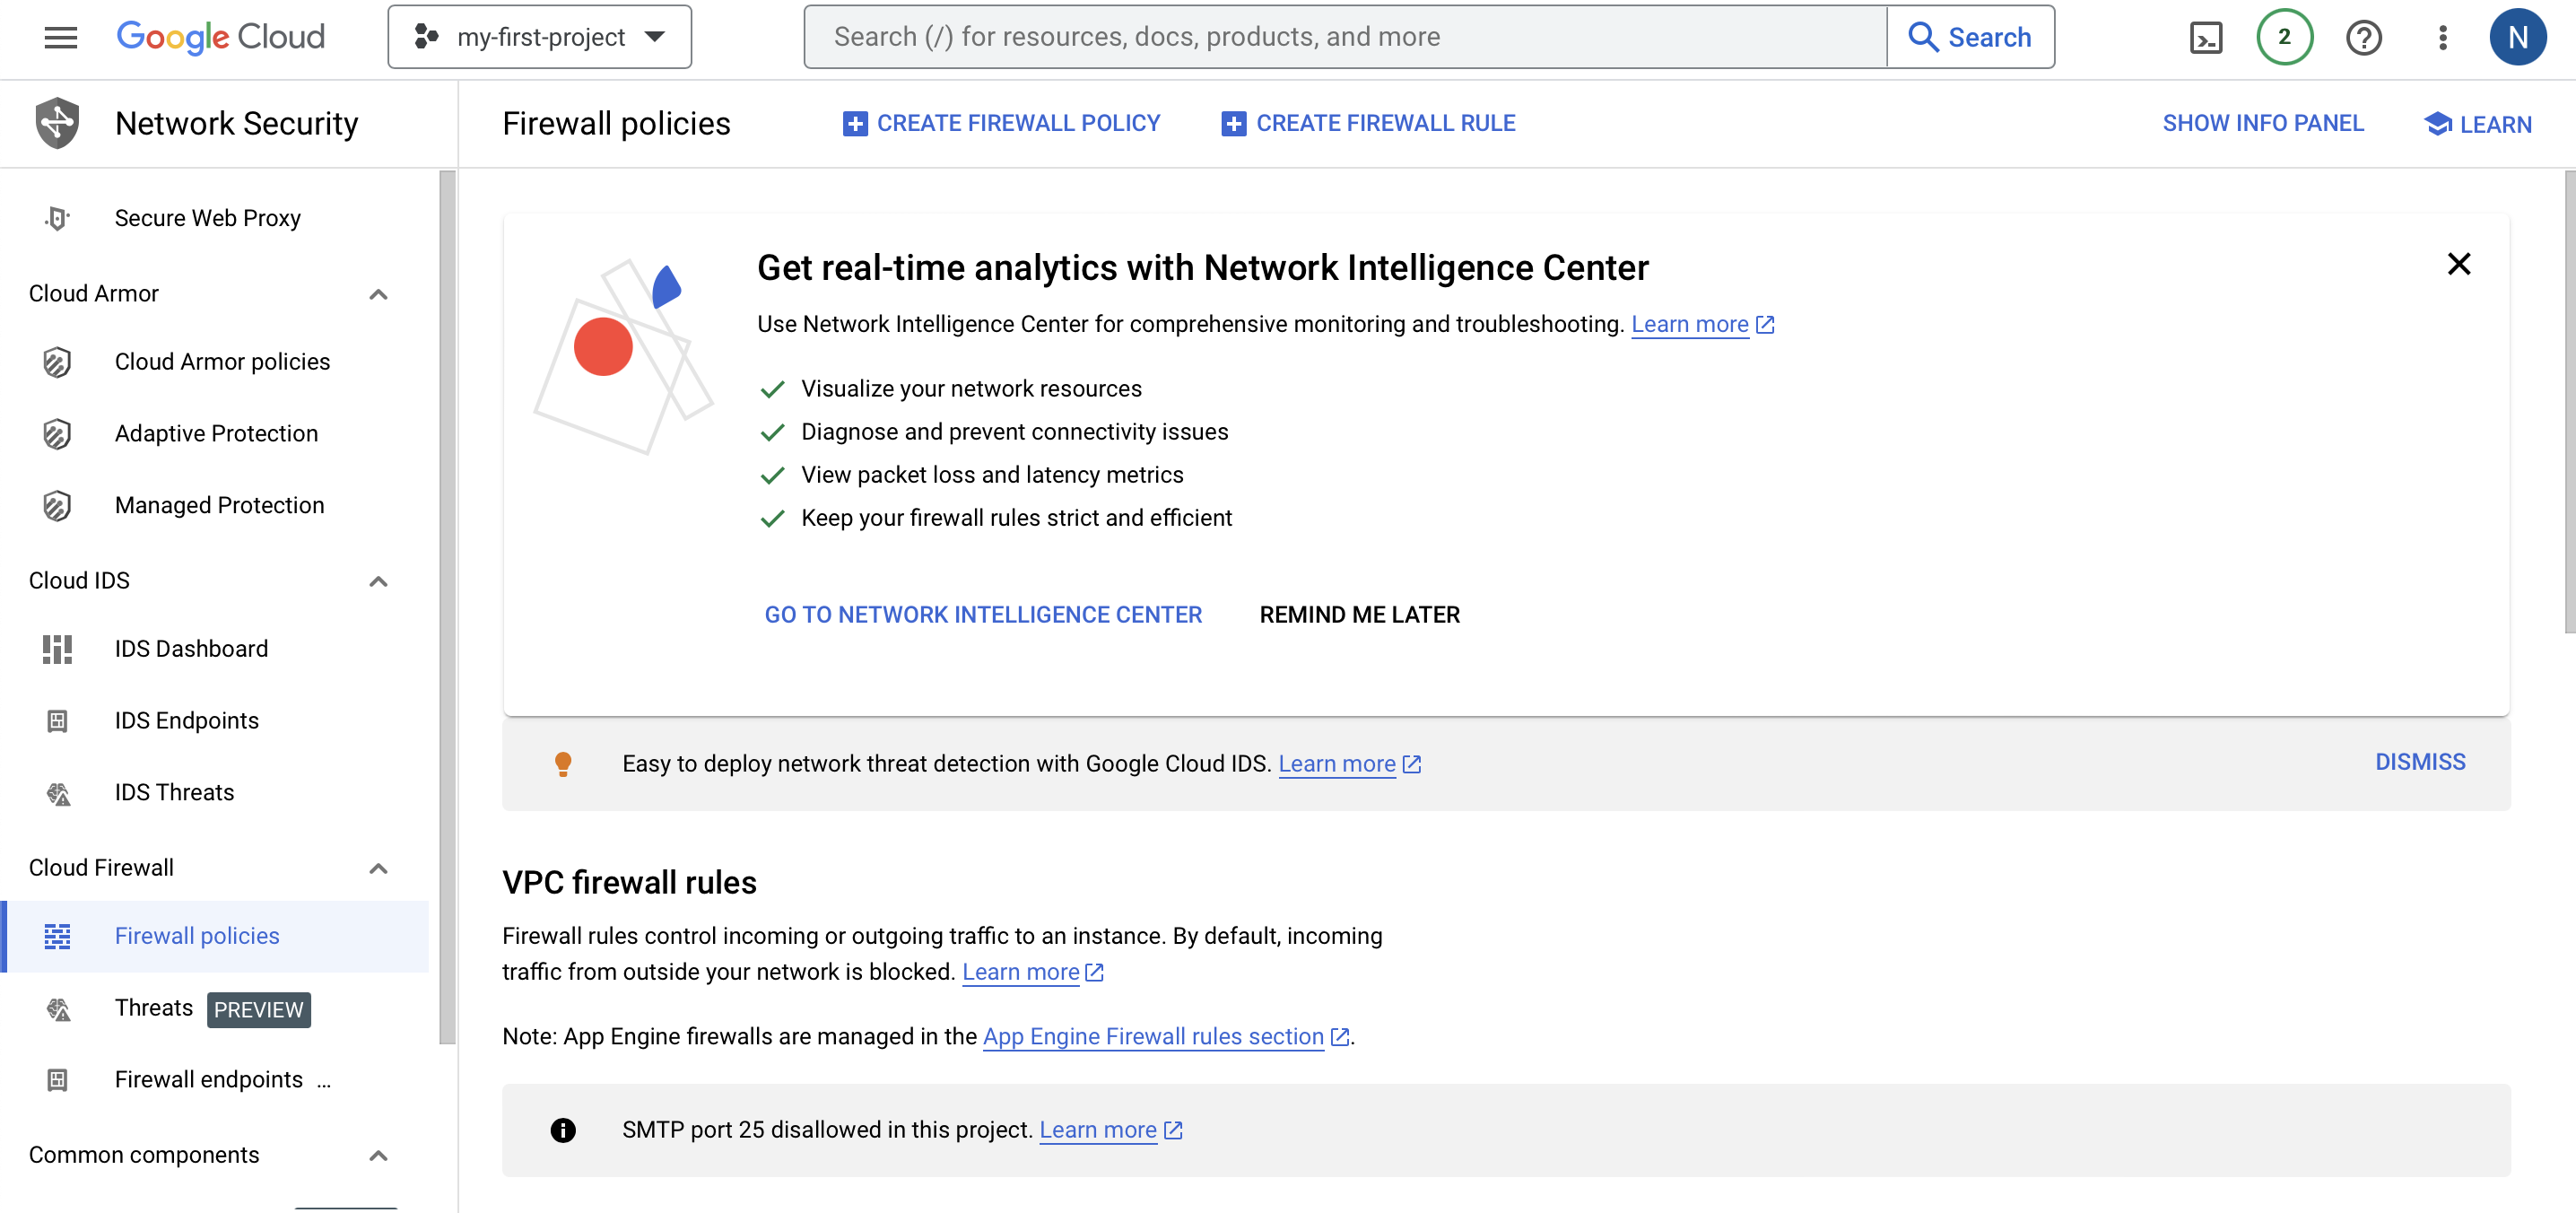 Google Cloud
my-first-project
Search (/) for resources, docs, products, and more
Search
2
N
Network Security
Firewall policies
CREATE FIREWALL POLICY
CREATE FIREWALL RULE
SHOW INFO PANEL
LEARN
Secure Web Proxy
Cloud Armor
Cloud Armor policies
Adaptive Protection
Managed Protection
Cloud IDS
IDS Dashboard
IDS Endpoints
IDS Threats
Cloud Firewall
Firewall policies
Threats PREVIEW
Firewall endpoints ...
Common components
Get real-time analytics with Network Intelligence Center
Use Network Intelligence Center for comprehensive monitoring and troubleshooting. Learn more
Visualize your network resources
Diagnose and prevent connectivity issues
View packet loss and latency metrics
Keep your firewall rules strict and efficient
GO TO NETWORK INTELLIGENCE CENTER
REMIND ME LATER
Easy to deploy network threat detection with Google Cloud IDS. Learn more
DISMISS
VPC firewall rules
Firewall rules control incoming or outgoing traffic to an instance. By default, incoming
traffic from outside your network is blocked. Learn more
Note: App Engine firewalls are managed in the App Engine Firewall rules section.
SMTP port 25 disallowed in this project. Learn more